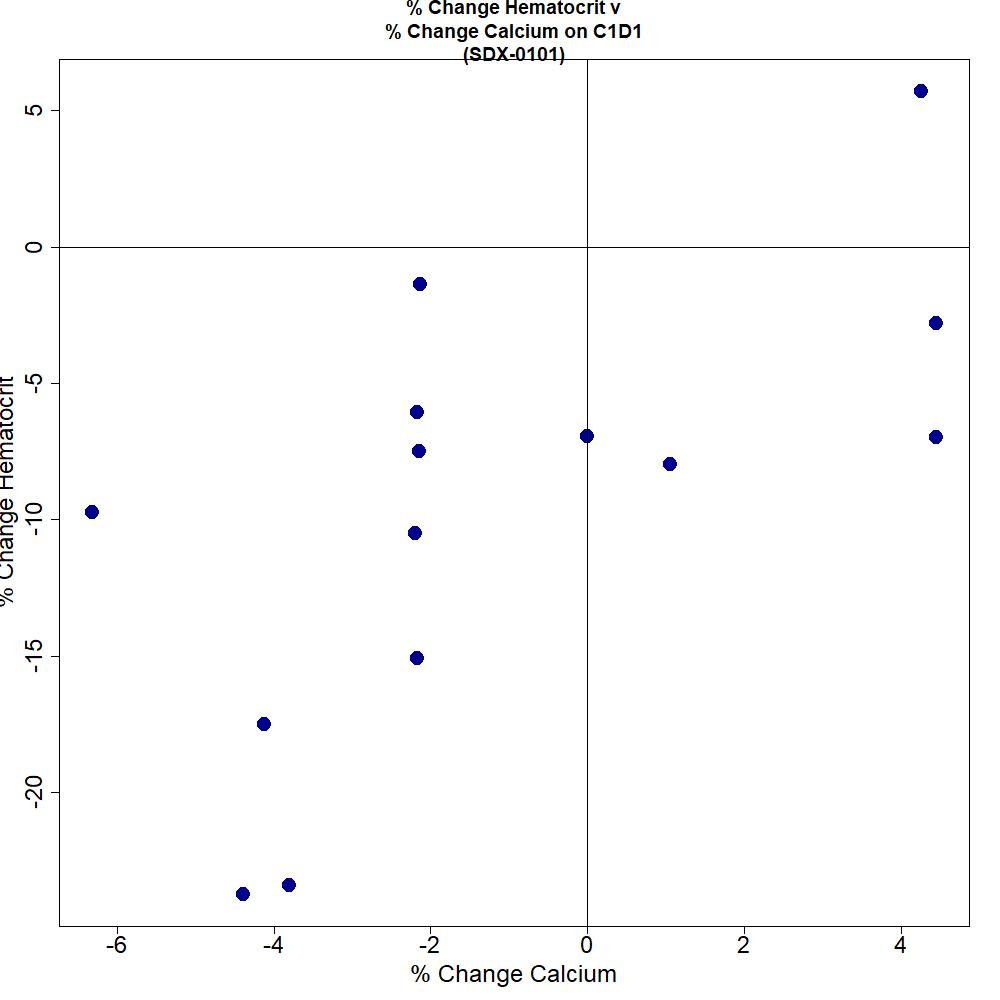 % Change Hematocrit v
% Change Calcium on C1D1
(SDX-0101)
5
0
-5
-10
-15
-20
% Change Hematocrit
-6
-4
-2
0
2
4
% Change Calcium